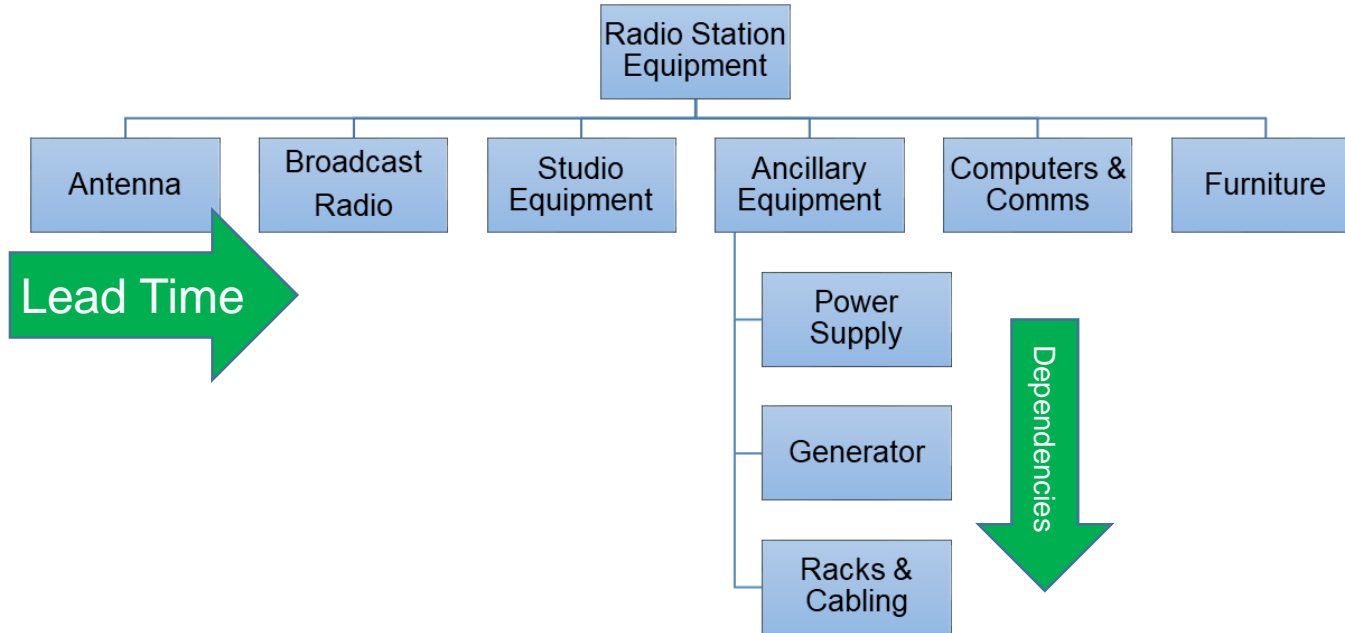 Radio Station
Equipment
Antenna
Broadcast
Radio
Studio
Equipment
Ancillary
Equipment
Computers &
Comms
Furniture
Lead Time
Power
Supply
Dependencies
Generator
Racks &
Cabling